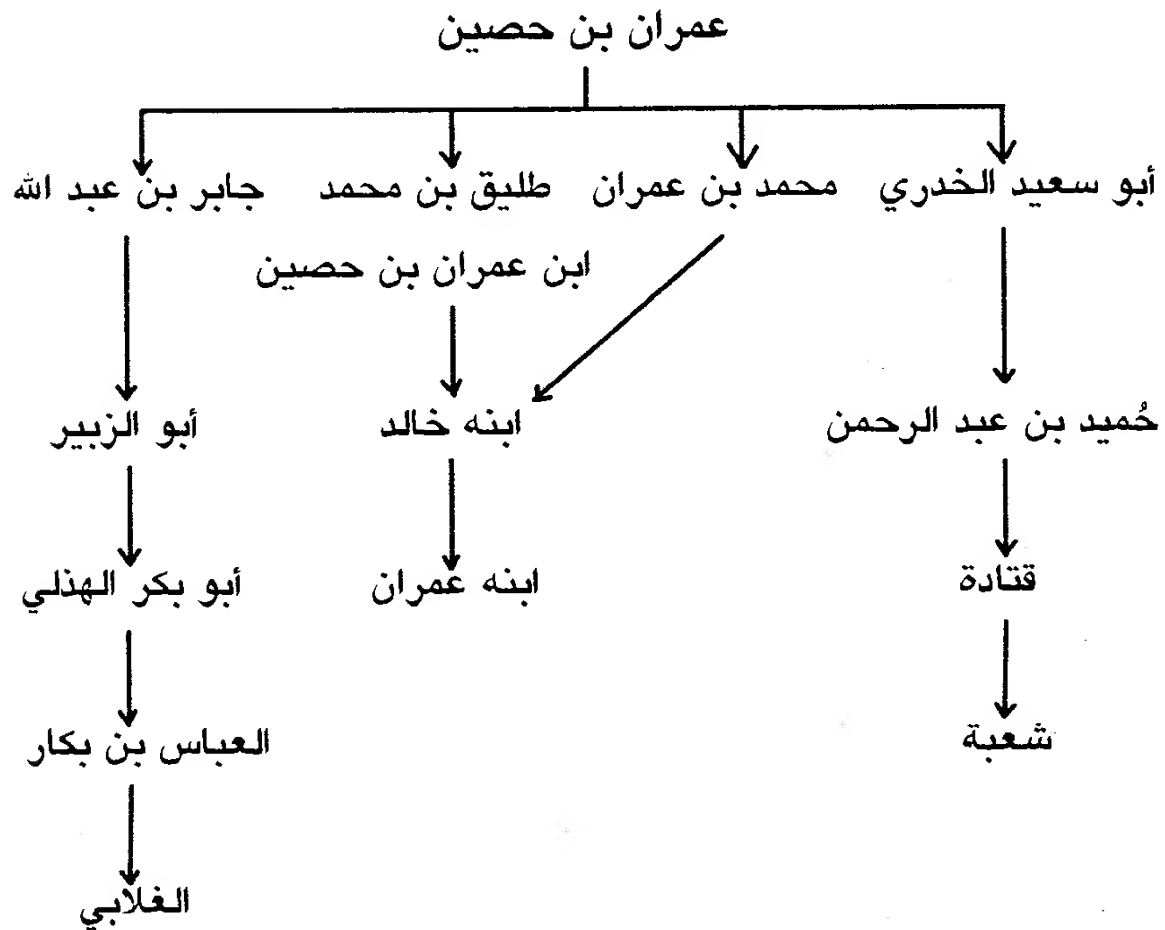 عمران بن حصين
أبو سعيد الخدري
محمد بن عمران
طليق بن محمد
جابر بن عبد الله
ابن عمران بن حصين
حُميد بن عبد الرحمن
ابنه خالد
أبو الزبير
قتادة
ابنه عمران
أبو بكر الهذلي
شعبة
العباس بن بكار
الغلابي